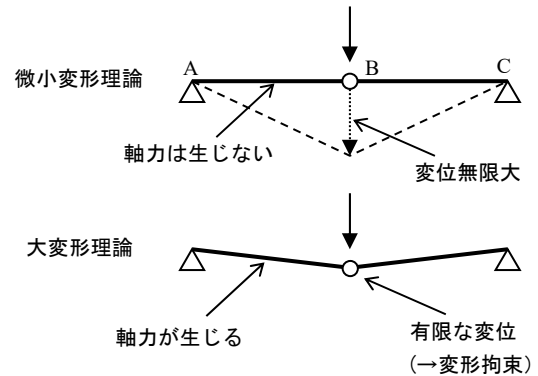 微小変形理論
A
B
C
軸力は生じない
変位無限大
大変形理論
軸力が生じる
有限な変位
(→変形拘束)